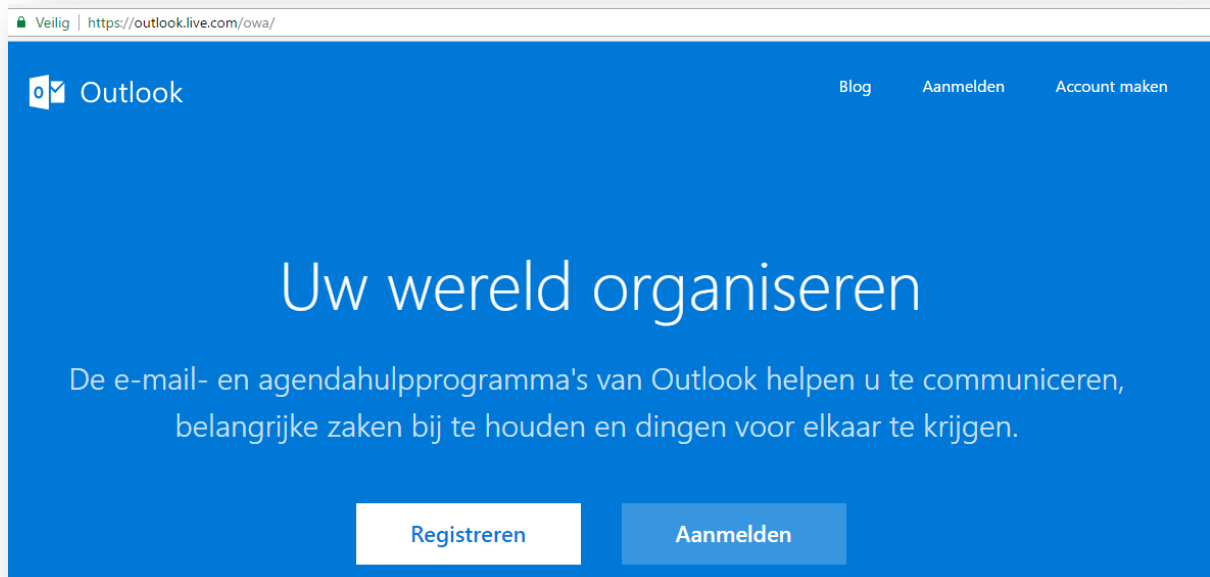 Veilig | https://outlook.live.com/owa/
Outlook Blog Aanmelden Account maken
Uw wereld organiseren
De e-mail- en agendahulpprogramma's van Outlook helpen u te communiceren,
belangrijke zaken bij te houden en dingen voor elkaar te krijgen.
Registreren Aanmelden